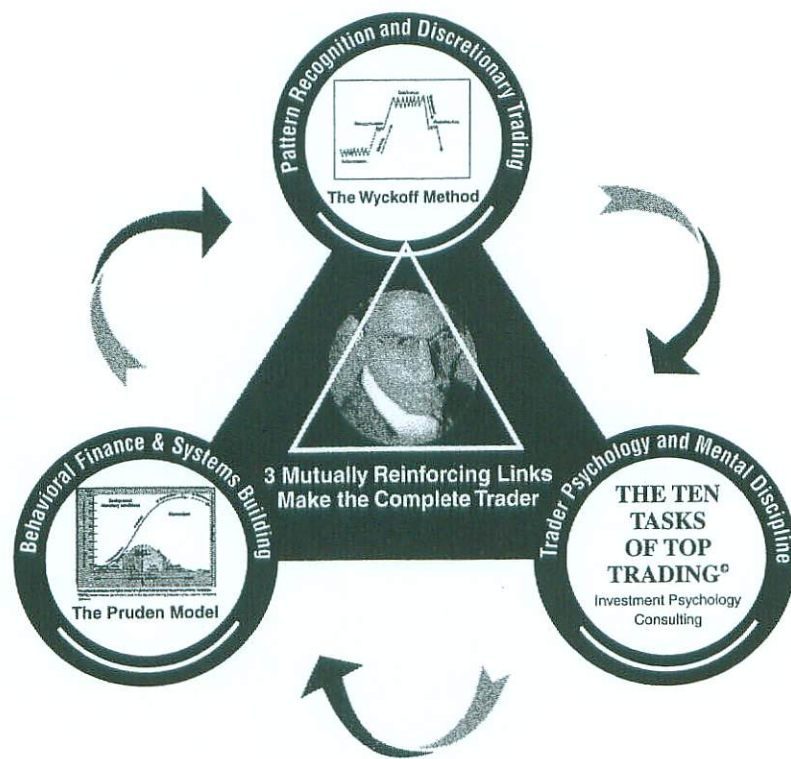 Pattern Recognition and Discretionary Trading
The Wyckoff Method
3 Mutually Reinforcing Links
Make the Complete Trader
Behavioral Finance & Systems Building
The Pruden Model
Trader Psychology and Mental Discipline
THE TEN
TASKS
OF TOP
TRADING©
Investment Psychology
Consulting